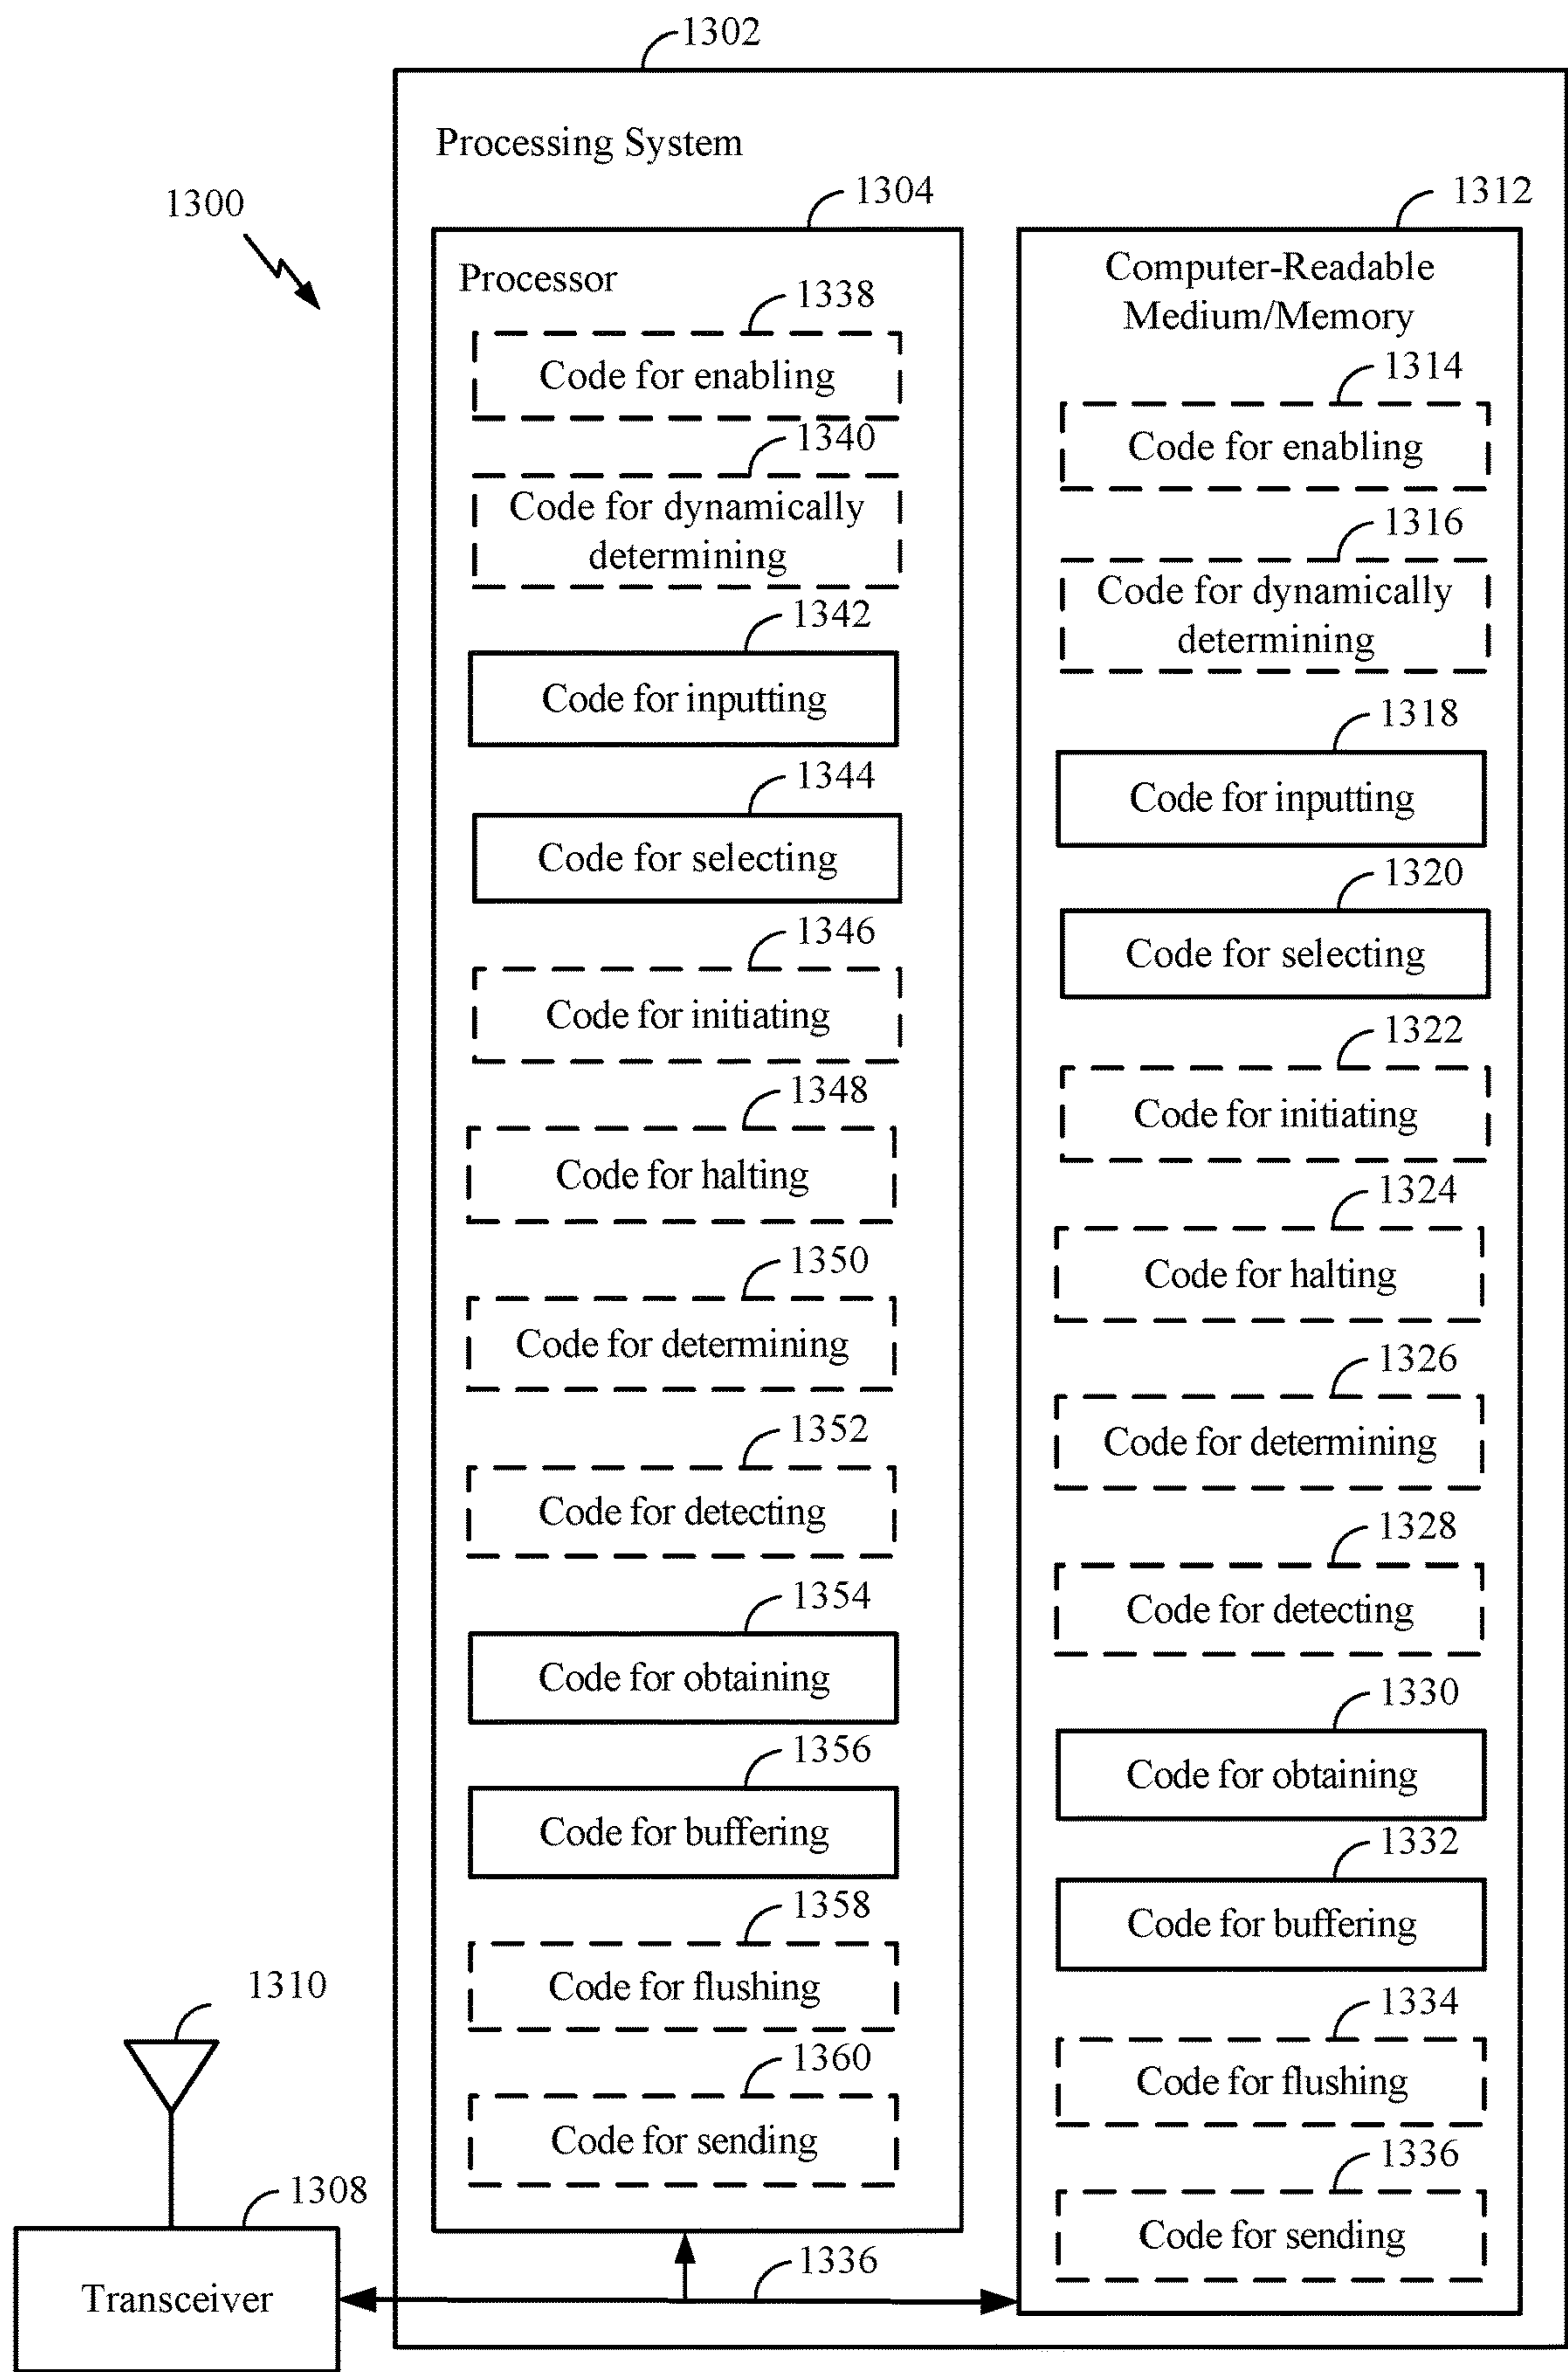 1302
Processing System
1300
1304
Processor
1338
Code for enabling
1340
Code for dynamically
determining
1342
Code for inputting
1344
Code for selecting
1346
Code for initiating
1348
Code for halting
1350
Code for determining
1352
Code for detecting
1354
Code for obtaining
1356
Code for buffering
1358
Code for flushing
1360
Code for sending
1312
Computer-Readable
Medium/Memory
1314
Code for enabling
1316
Code for dynamically
determining
1318
Code for inputting
1320
Code for selecting
1322
Code for initiating
1324
Code for halting
1326
Code for determining
1328
Code for detecting
1330
Code for obtaining
1332
Code for buffering
1334
Code for flushing
1336
Code for sending
1310
1308
Transceiver
1336